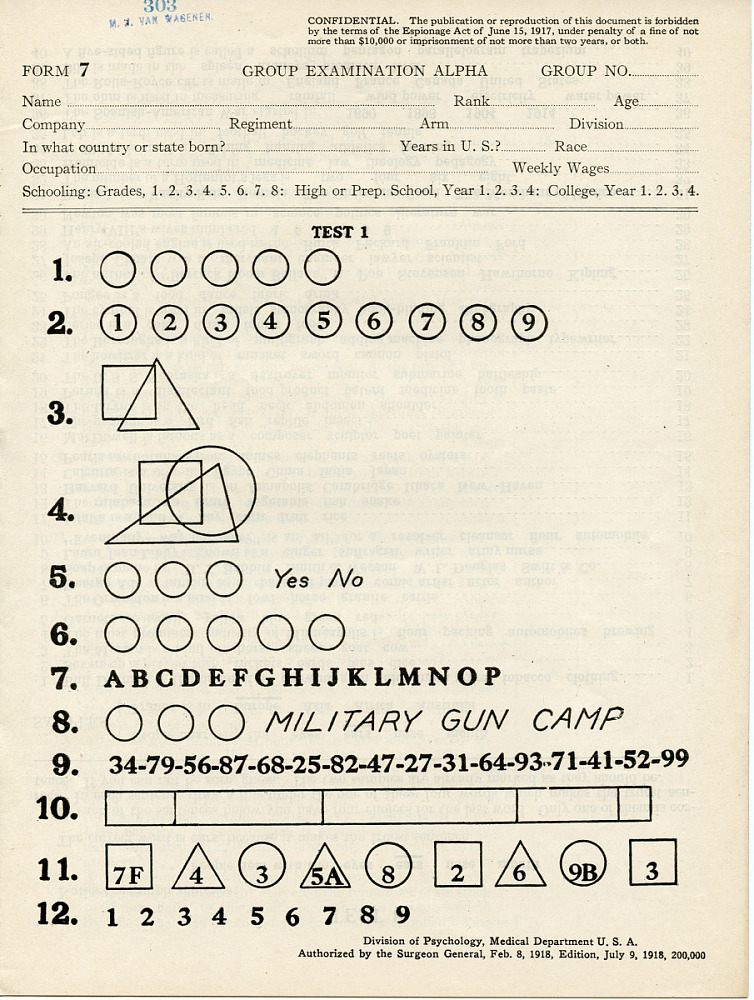 303
M. J. VAN WAGENEN.
CONFIDENTIAL. The publication or reproduction of this document is forbidden
by the terms of the Espionage Act of June 15, 1917, under penalty of a fine of not
more than $10,000 or imprisonment of not more than two years, or both.
FORM 7 GROUP EXAMINATION ALPHA GROUP NO.
Name Rank Age
Company Regiment Arm Division
In what country or state born? Years in U. S.? Race
Occupation Weekly Wages
Schooling: Grades, 1. 2. 3. 4. 5. 6. 7. 8: High or Prep. School, Year 1. 2. 3. 4: College, Year 1. 2. 3. 4.
TEST 1
1.
2. 1 2 3 4 5 6 7 8 9
3.
4.
5. Yes No
6.
7. A B C D E F G H I J K L M N O P
8. MILITARY GUN CAMP
9. 34-79-56-87-68-25-82-47-27-31-64-93-71-41-52-99
10.
11. 7F 4 3 5A 8 2 6 9B 3
12. 1 2 3 4 5 6 7 8 9
Division of Psychology, Medical Department U. S. A.
Authorized by the Surgeon General, Feb. 8, 1918, Edition, July 9, 1918, 200,000